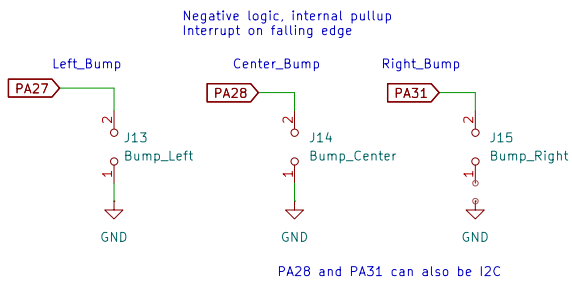 Negative logic, internal pullup
Interrupt on falling edge
Left_Bump
Center_Bump
Right_Bump
PA27
PA28
PA31
2
2
2
J13
J14
J15
Bump_Left
Bump_Center
Bump_Right
1
1
1
GND
GND
GND
PA28 and PA31 can also be I2C